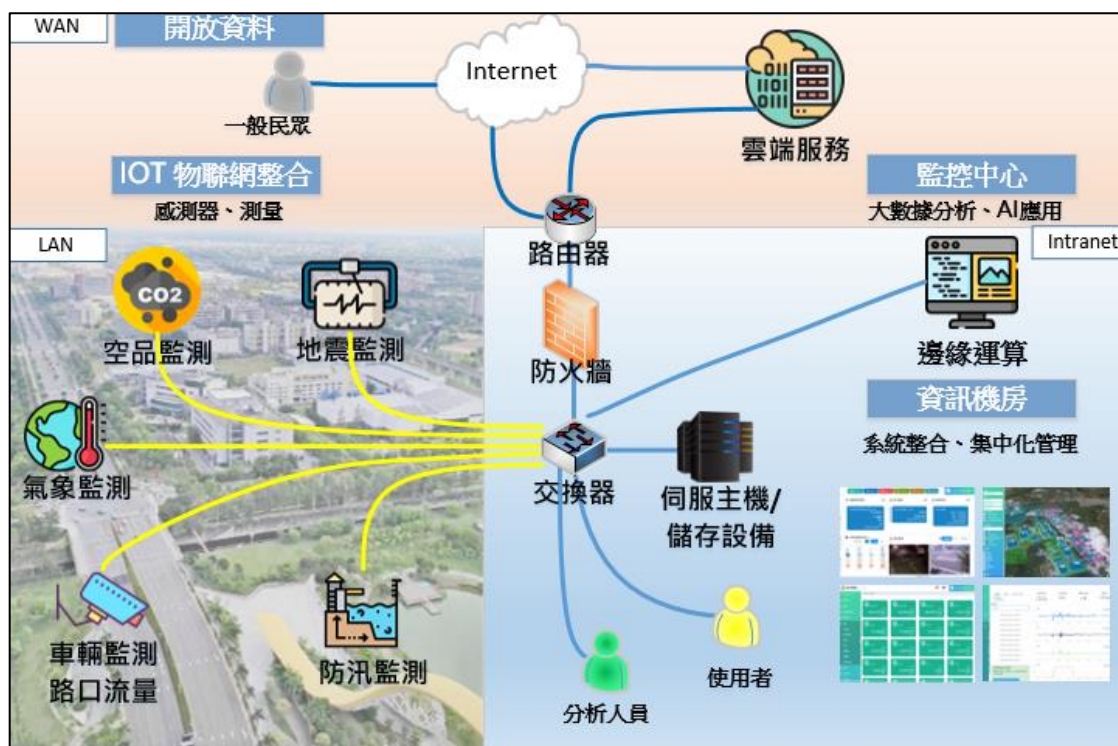 WAN
開放資料
Internet
一般民眾
雲端服務
IOT 物聯網整合
感測器、測量
監控中心
大數據分析、AI應用
LAN
Intranet
路由器
CO2
空品監測
地震監測
防火牆
邊緣運算
資訊機房
系統整合、集中化管理
氣象監測
交換器
伺服主機/
儲存設備
車輛監測
路口流量
防汛監測
使用者
分析人員